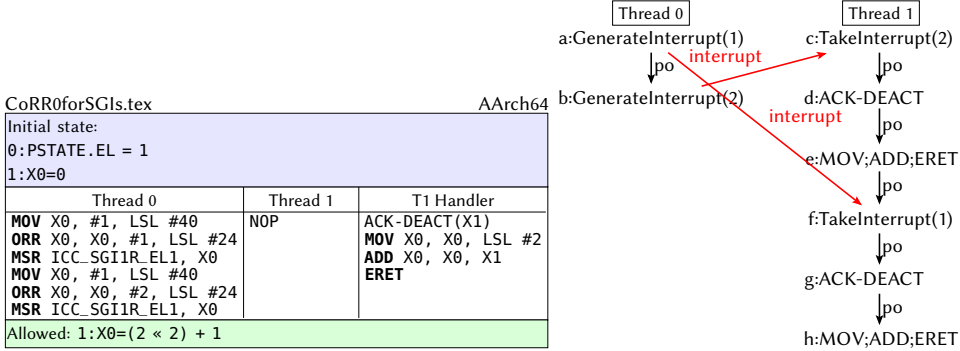 CoRR0forSGIs.tex AArch64
Initial state:
0:PSTATE.EL = 1
1:X0=0
Thread 0 Thread 1 T1 Handler
MOV X0, #1, LSL #40 NOP ACK-DEACT(X1)
ORR X0, X0, #1, LSL #24 MOV X0, X0, LSL #2
MSR ICC_SGI1R_EL1, X0 ADD X0, X0, X1
MOV X0, #1, LSL #40 ERET
ORR X0, X0, #2, LSL #24
MSR ICC_SGI1R_EL1, X0
Allowed: 1:X0=(2 « 2) + 1
Thread 0 Thread 1
a:GenerateInterrupt(1) c:TakeInterrupt(2)
po interrupt po
b:GenerateInterrupt(2) d:ACK-DEACT
interrupt po
e:MOV;ADD;ERET
po
f:TakeInterrupt(1)
po
g:ACK-DEACT
po
h:MOV;ADD;ERET